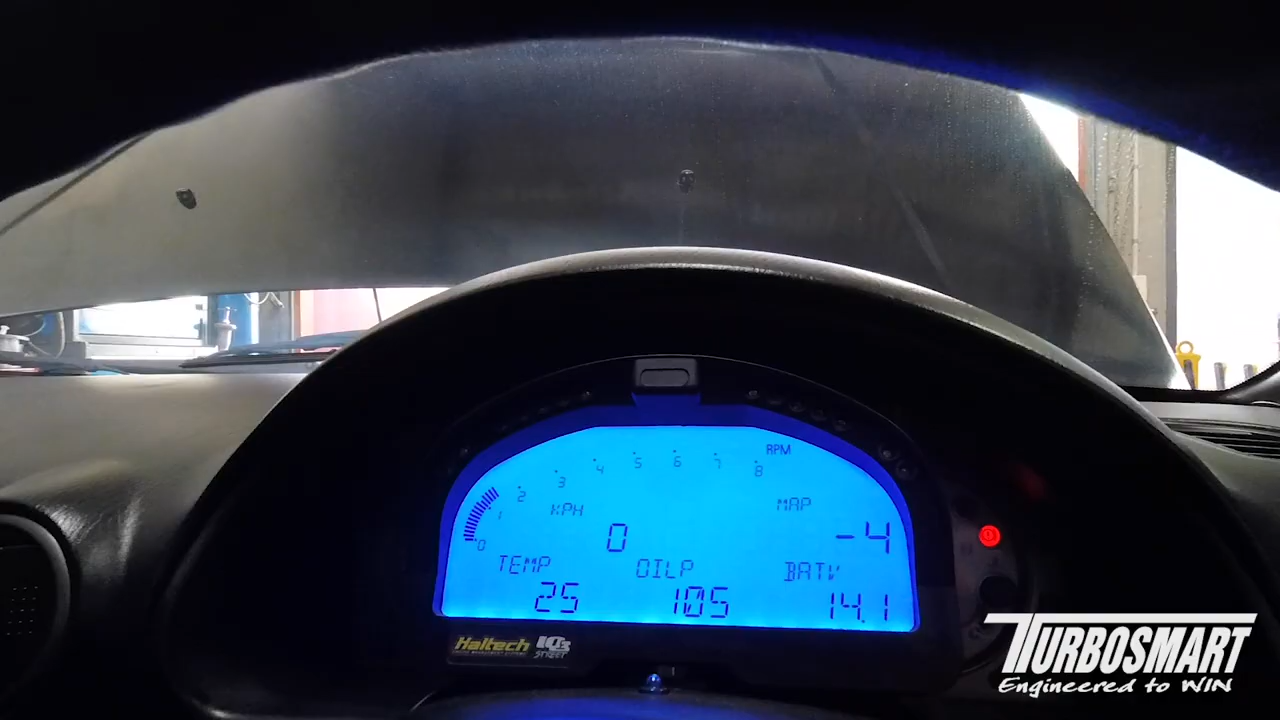 RPM
0 1 2 3 4 5 6 7 8
KPH
0
MAP
-4
TEMP
25
OILP
105
BATV
14.1
Haltech IQ3
STREET
TURBOSMART
Engineered to WIN